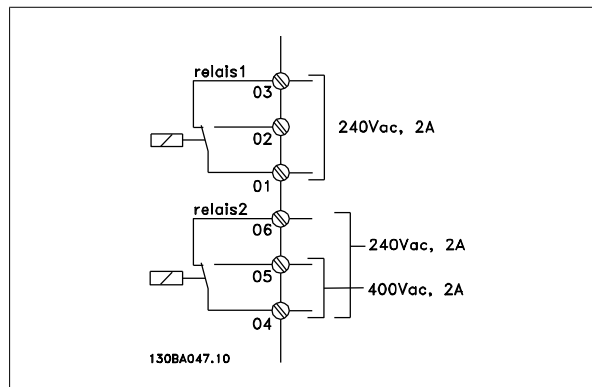 relais1
03
02
240Vac, 2A
01
relais2
06
240Vac, 2A
05
400Vac, 2A
04
130BA047.10